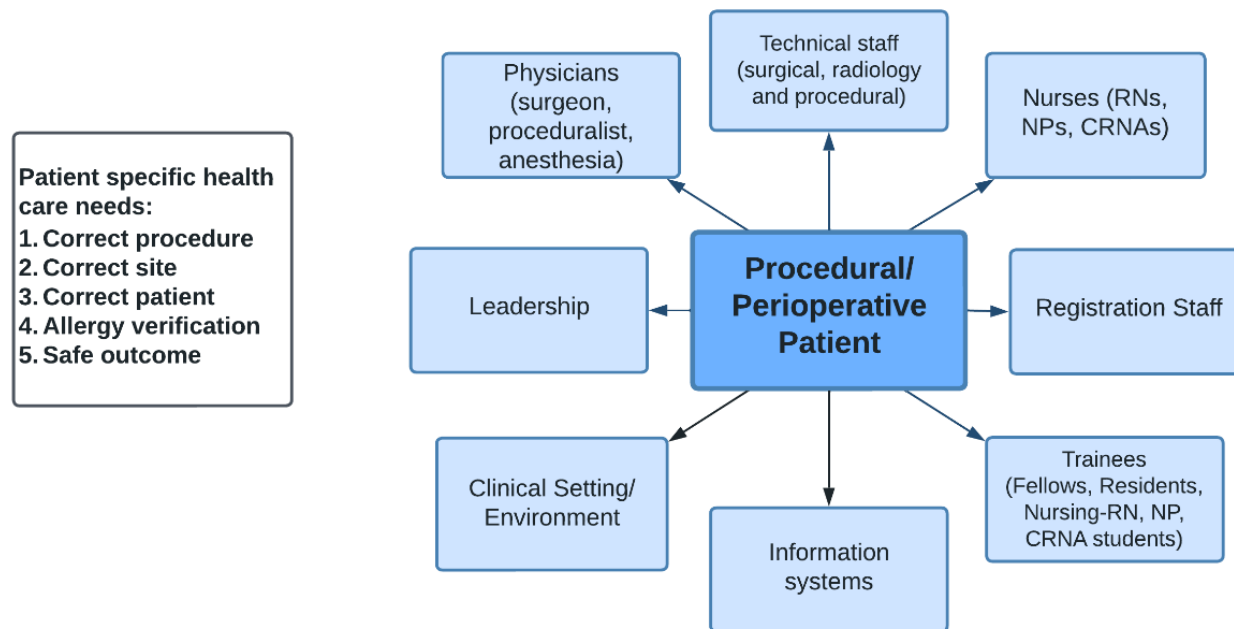 Patient specific health
care needs:
1. Correct procedure
2. Correct site
3. Correct patient
4. Allergy verification
5. Safe outcome
Physicians
(surgeon,
proceduralist,
anesthesia)
Technical staff
(surgical, radiology
and procedural)
Nurses (RNs,
NPs, CRNAs)
Leadership
Procedural/
Perioperative
Patient
Registration Staff
Clinical Setting/
Environment
Information
systems
Trainees
(Fellows, Residents,
Nursing-RN, NP,
CRNA students)